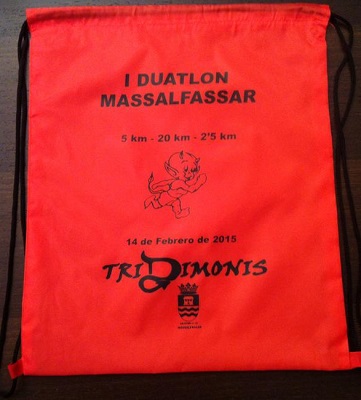 I DUATLON
MASSALFASSAR
5 km - 20 km - 2'5 km
14 de Febrero de 2015
TRIDIMONIS